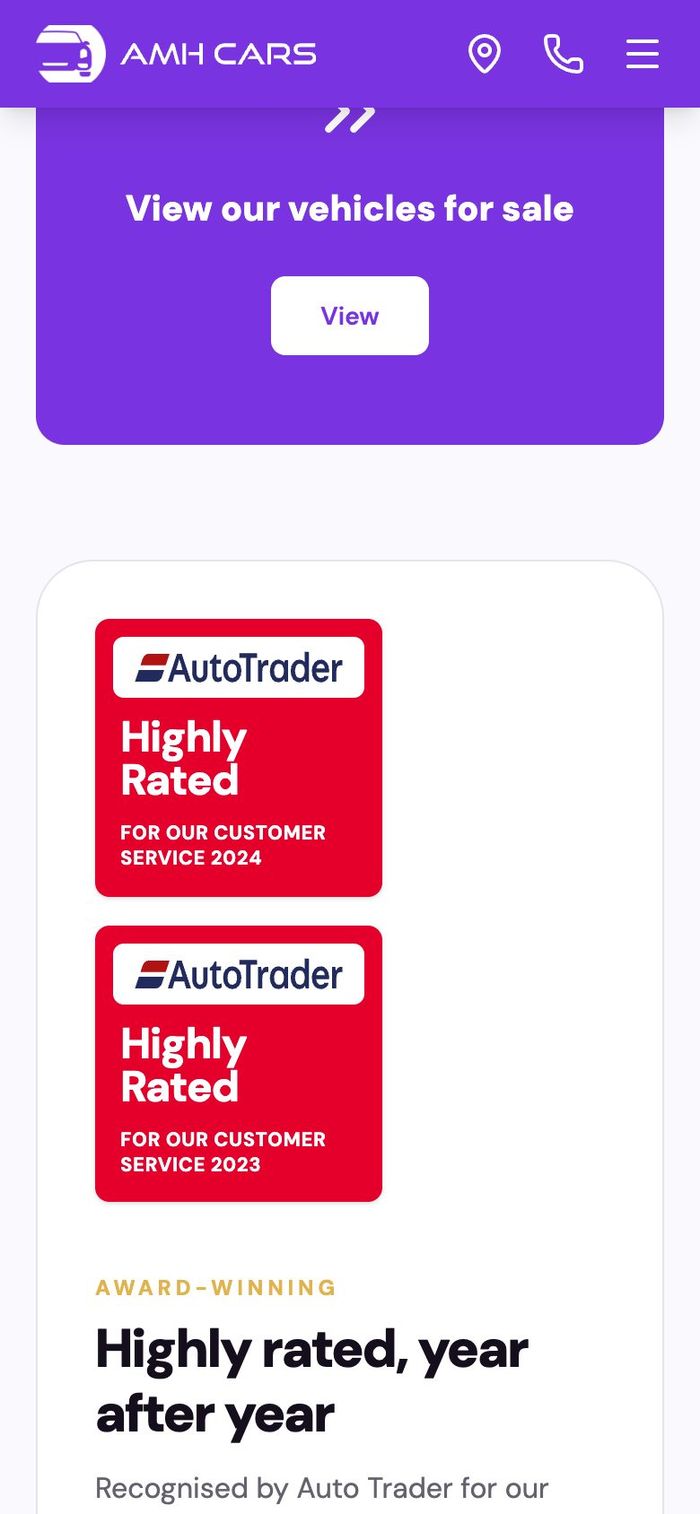 AMH CARS
View our vehicles for sale
View
AutoTrader
Highly
Rated
FOR OUR CUSTOMER
SERVICE 2024
AutoTrader
Highly
Rated
FOR OUR CUSTOMER
SERVICE 2023
AWARD-WINNING
Highly rated, year
after year
Recognised by Auto Trader for our